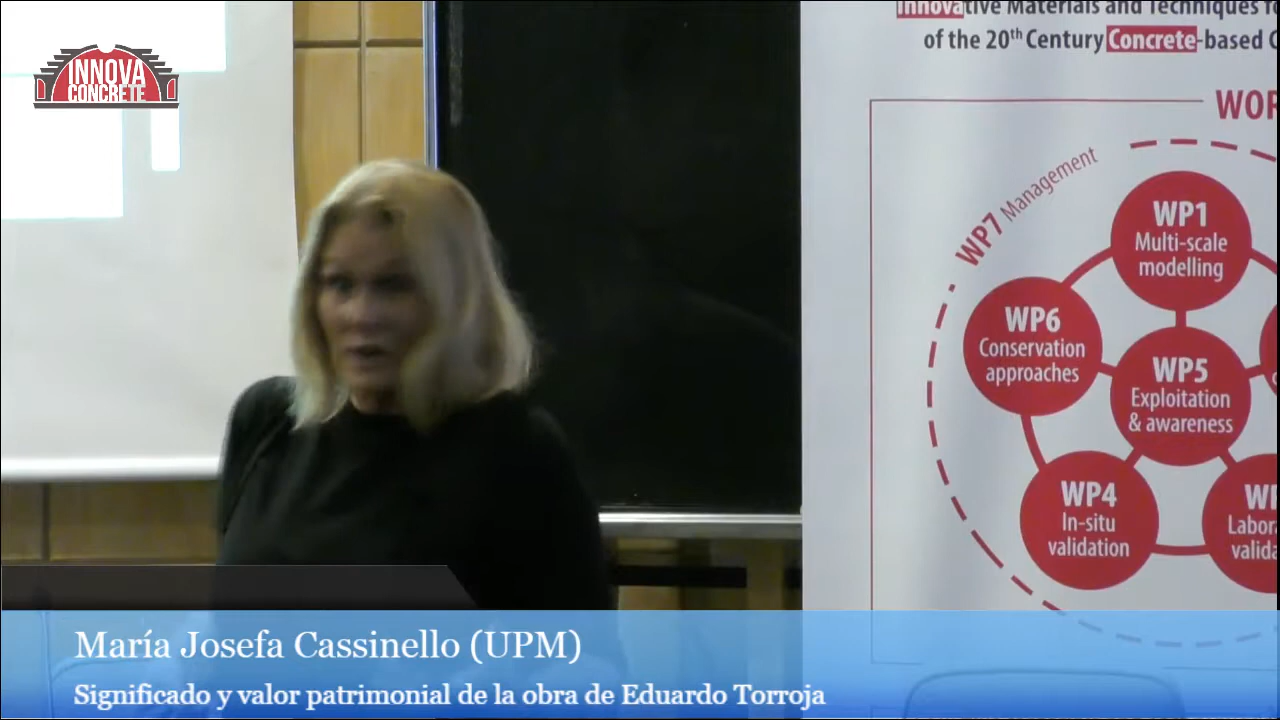 INNOVA
CONCRETE
Innovative Materials and Techniques
of the 20th Century Concrete-based
WP7 Management
WP1
Multi-scale
modelling
WP6
Conservation
approaches
WP5
Exploitation
& awareness
WP4
In-situ
validation
María Josefa Cassinello (UPM)
Significado y valor patrimonial de la obra de Eduardo Torroja